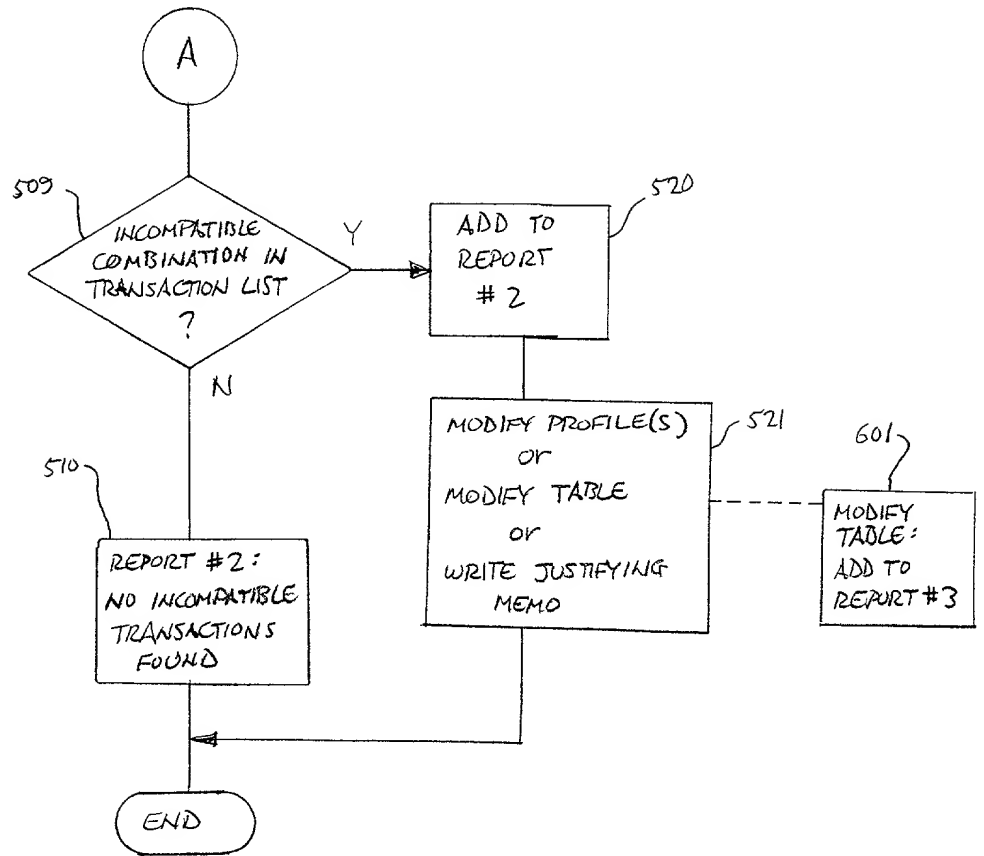 A
509
INCOMPATIBLE
COMBINATION IN
TRANSACTION LIST
?
Y
N
520
ADD TO
REPORT
# 2
521
MODIFY PROFILE(S)
or
MODIFY TABLE
or
WRITE JUSTIFYING
MEMO
601
MODIFY
TABLE:
ADD TO
REPORT #3
510
REPORT #2:
NO INCOMPATIBLE
TRANSACTIONS
FOUND
END